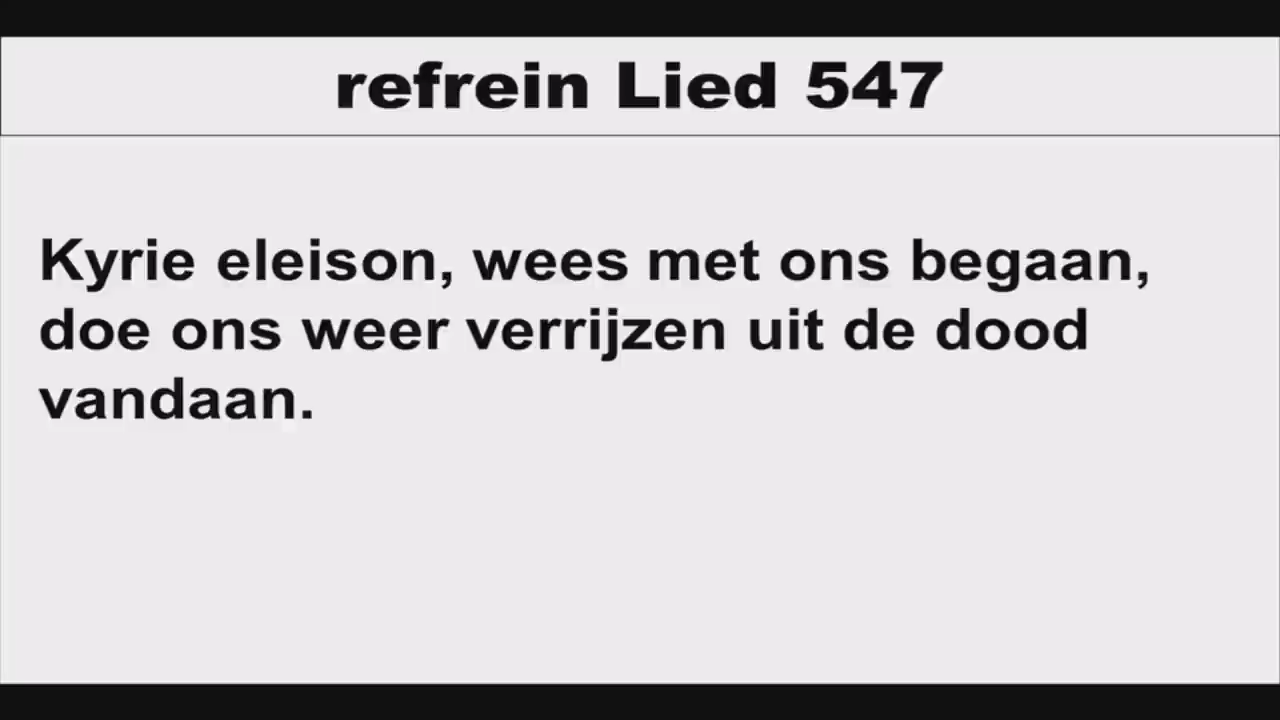 refrein Lied 547
Kyrie eleison, wees met ons begaan,
doe ons weer verrijzen uit de dood
vandaan.